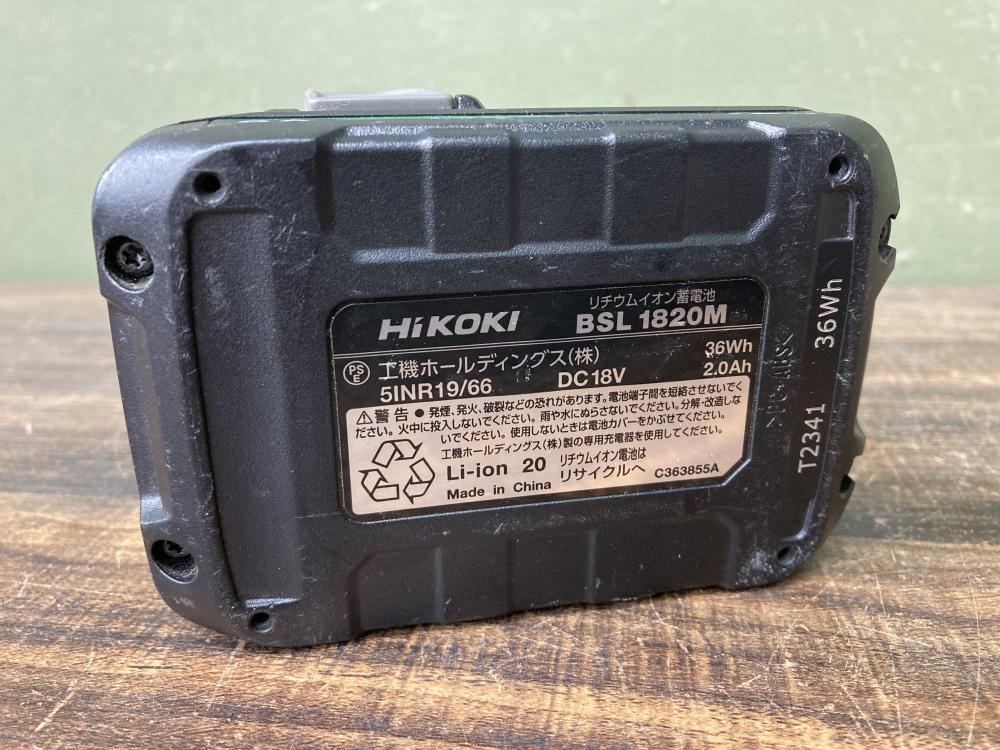 リチウムイオン蓄電池
HiKOKI BSL 1820M
PSE 工機ホールディングス(株) 36Wh
5INR19/66 DC18V 2.0Ah
⚠警告 ● 発煙、発火、破裂などの恐れがあります。電池端子間を短絡させないでく
ださい。火中に投入しないでください。雨や水にぬらさないでください。分解・改造しな
いでください。使用しないときは電池カバーをかぶせてください。
工機ホールディングス(株)製の専用充電器を使用してください。
Li-ion 20 リチウムイオン電池は
リサイクルへ C363855A
Made in China
T2341 36Wh